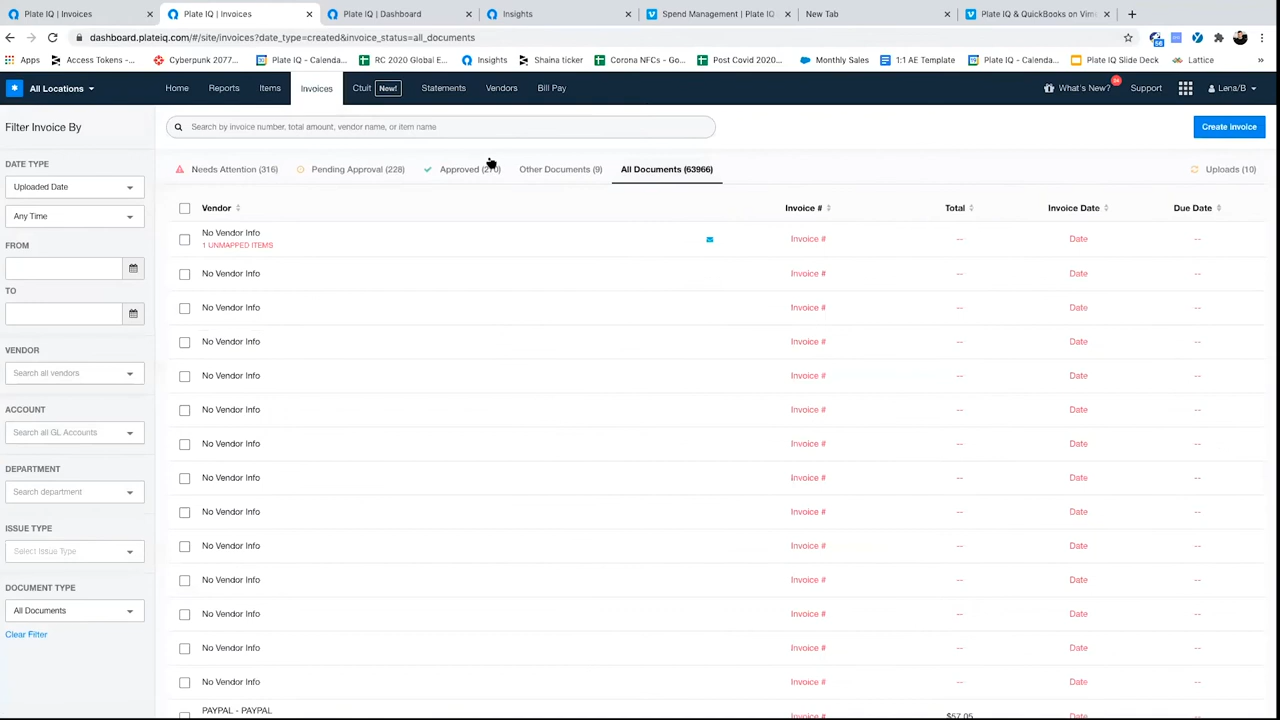 Plate IQ | Invoices
Plate IQ | Invoices
Plate IQ | Dashboard
Insights
Spend Management | Plate IQ
New Tab
Plate IQ & QuickBooks on Vim
dashboard.plateiq.com/#/site/invoices?date_type=created&invoice_status=all_documents
Apps
Access Tokens -...
Cyberpunk 2077...
Plate IQ - Calenda...
RC 2020 Global E...
Insights
Shaina ticker
Corona NFCs - Go...
Post Covid 2020...
Monthly Sales
1:1 AE Template
Plate IQ - Calenda...
Plate IQ Slide Deck
Lattice
All Locations
Home
Reports
Items
Invoices
Ctuit New!
Statements
Vendors
Bill Pay
What's New?
Support
Lena/B
Filter Invoice By
Search by invoice number, total amount, vendor name, or item name
Create invoice
DATE TYPE
Uploaded Date
Any Time
FROM
TO
VENDOR
Search all vendors
ACCOUNT
Search all GL Accounts
DEPARTMENT
Search department
ISSUE TYPE
Select Issue Type
DOCUMENT TYPE
All Documents
Clear Filter
Needs Attention (316)
Pending Approval (228)
Approved
Other Documents (9)
All Documents (63966)
Uploads (10)
Vendor Invoice # Total Invoice Date Due Date
No Vendor Info Invoice # -- Date --
1 UNMAPPED ITEMS
No Vendor Info Invoice # -- Date --
No Vendor Info Invoice # -- Date --
No Vendor Info Invoice # -- Date --
No Vendor Info Invoice # -- Date --
No Vendor Info Invoice # -- Date --
No Vendor Info Invoice # -- Date --
No Vendor Info Invoice # -- Date --
No Vendor Info Invoice # -- Date --
No Vendor Info Invoice # -- Date --
No Vendor Info Invoice # -- Date --
No Vendor Info Invoice # -- Date --
No Vendor Info Invoice # -- Date --
No Vendor Info Invoice # -- Date --
PAYPAL - PAYPAL Invoice # $57.05 Date --